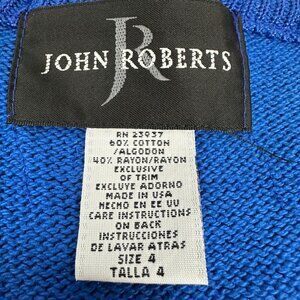 JR
JOHN ROBERTS
RN 23937
60% COTTON
/ALGODON
40% RAYON/RAYON
EXCLUSIVE
OF TRIM
EXCLUYE ADORNO
MADE IN USA
HECHO EN EE UU
CARE INSTRUCTIONS
ON BACK
INSTRUCCIONES
DE LAVAR ATRAS
SIZE 4
TALLA 4